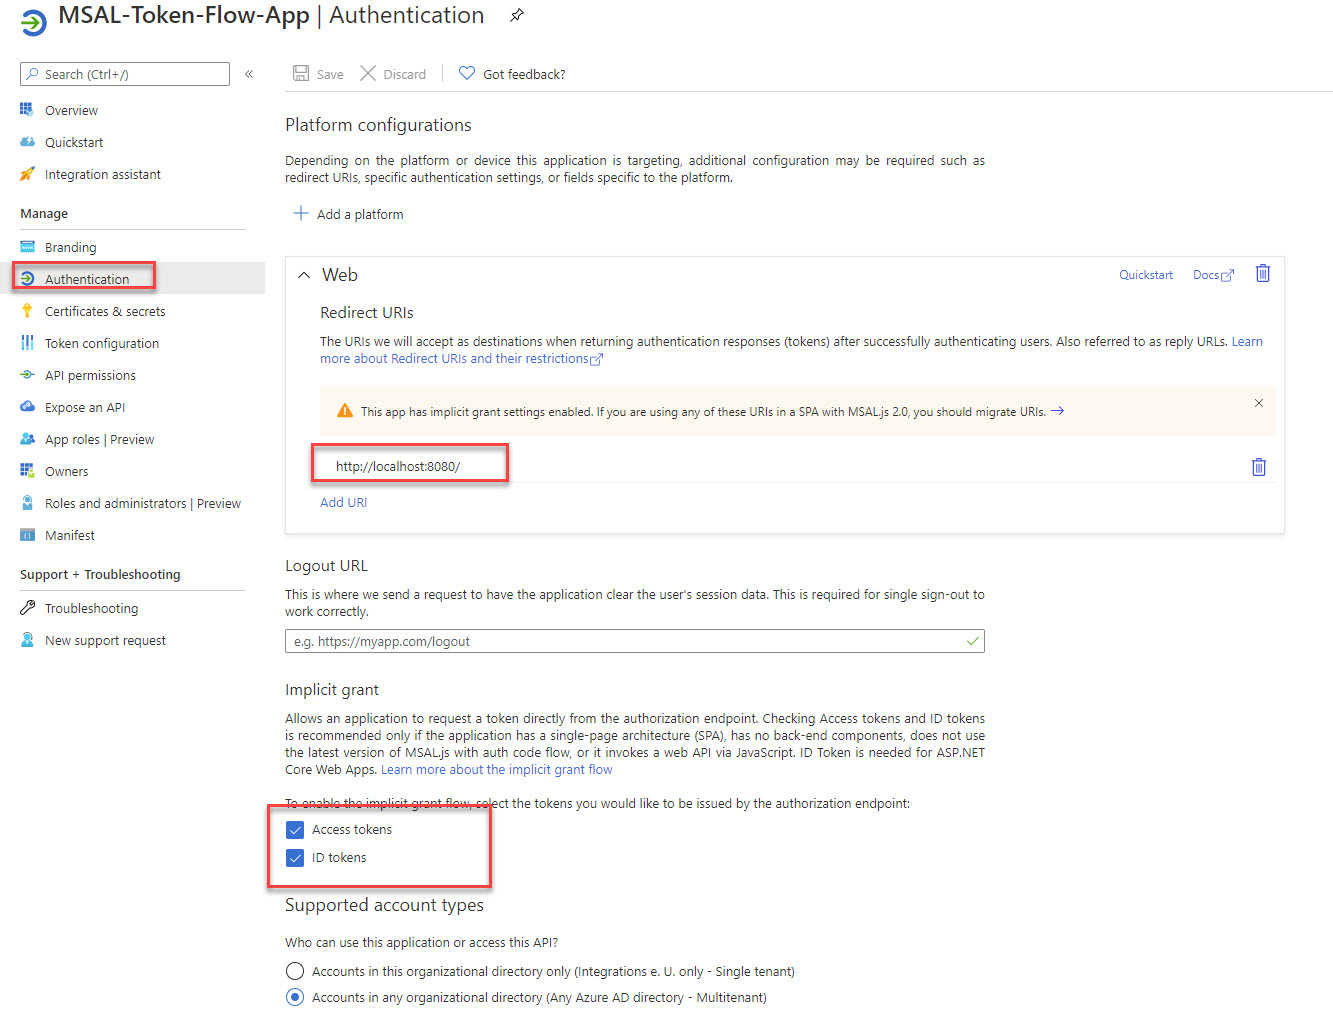 MSAL-Token-Flow-App | Authentication
Search (Ctrl+/)
«
Overview
Quickstart
Integration assistant
Manage
Branding
Authentication
Certificates & secrets
Token configuration
API permissions
Expose an API
App roles | Preview
Owners
Roles and administrators | Preview
Manifest
Support + Troubleshooting
Troubleshooting
New support request
Save Discard Got feedback?
Platform configurations
Depending on the platform or device this application is targeting, additional configuration may be required such as
redirect URIs, specific authentication settings, or fields specific to the platform.
Add a platform
Web
Quickstart Docs
Redirect URIs
The URIs we will accept as destinations when returning authentication responses (tokens) after successfully authenticating users. Also referred to as reply URLs. Learn
more about Redirect URIs and their restrictions
This app has implicit grant settings enabled. If you are using any of these URIs in a SPA with MSAL.js 2.0, you should migrate URIs. →
http://localhost:8080/
Add URI
Logout URL
This is where we send a request to have the application clear the user's session data. This is required for single sign-out to
work correctly.
e.g. https://myapp.com/logout
Implicit grant
Allows an application to request a token directly from the authorization endpoint. Checking Access tokens and ID tokens
is recommended only if the application has a single-page architecture (SPA), has no back-end components, does not use
the latest version of MSAL.js with auth code flow, or it invokes a web API via JavaScript. ID Token is needed for ASP.NET
Core Web Apps. Learn more about the implicit grant flow
To enable the implicit grant flow, select the tokens you would like to be issued by the authorization endpoint:
Access tokens
ID tokens
Supported account types
Who can use this application or access this API?
Accounts in this organizational directory only (Integrations e. U. only - Single tenant)
Accounts in any organizational directory (Any Azure AD directory - Multitenant)